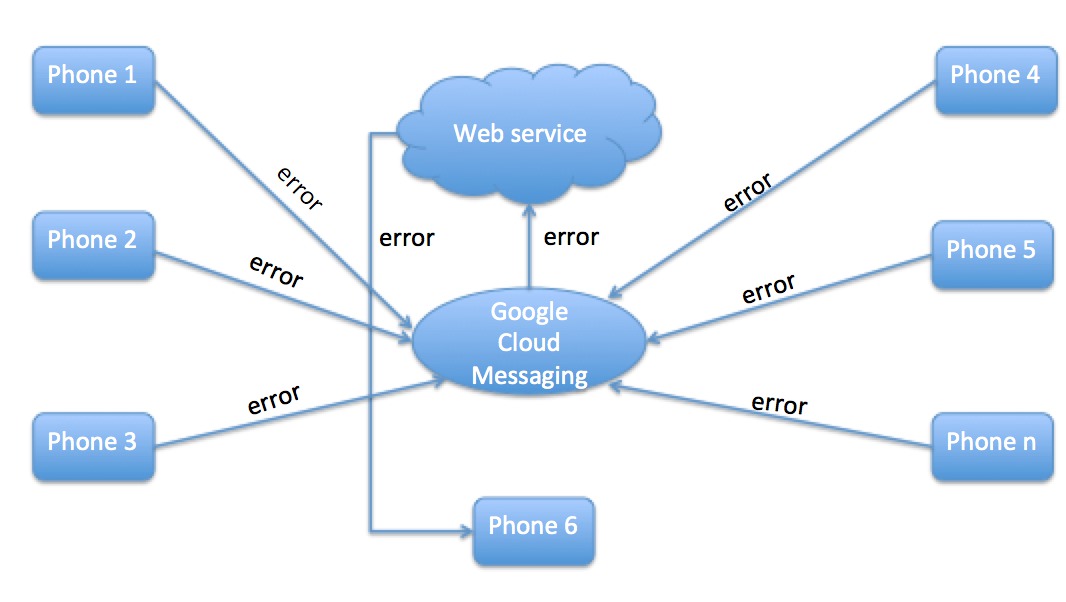 Phone 1
Phone 4
Web service
error
error
error
error
Phone 2
Phone 5
error
error
Google
Cloud
Messaging
error
error
Phone 3
Phone n
Phone 6